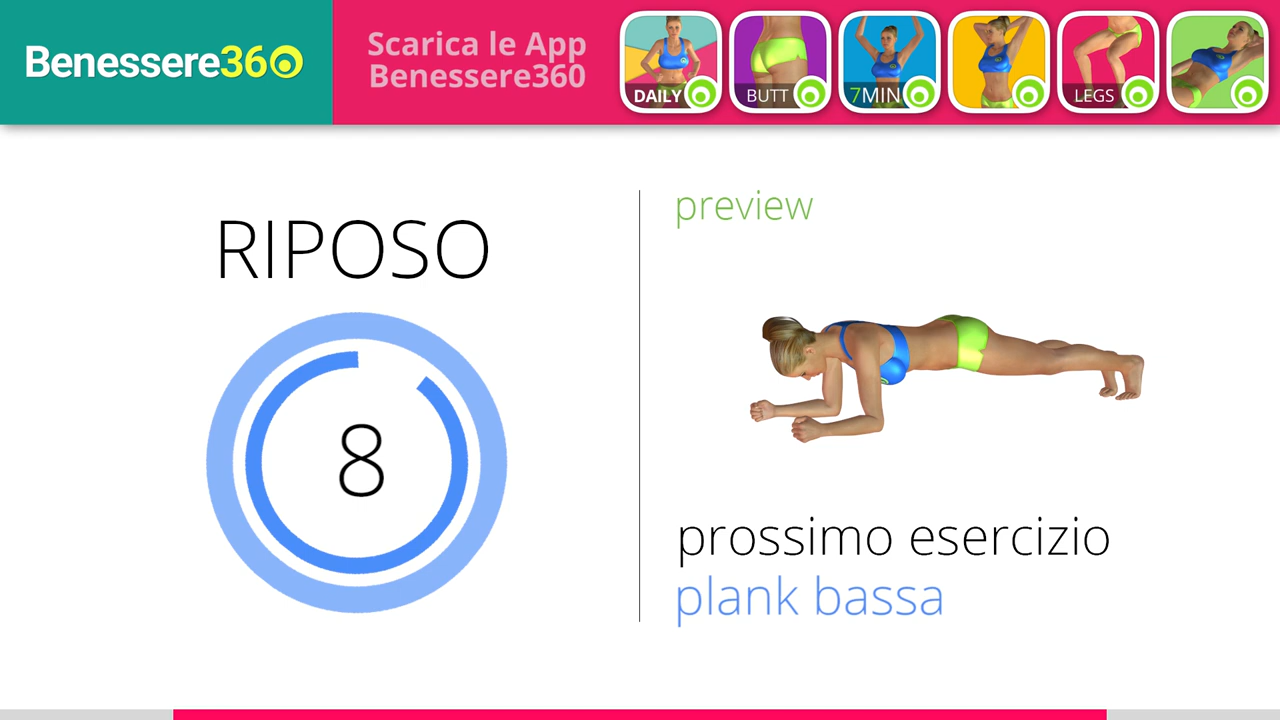 Benessere360
Scarica le App
Benessere360
DAILY
BUTT
7MIN
LEGS
RIPOSO
8
preview
prossimo esercizio
plank bassa